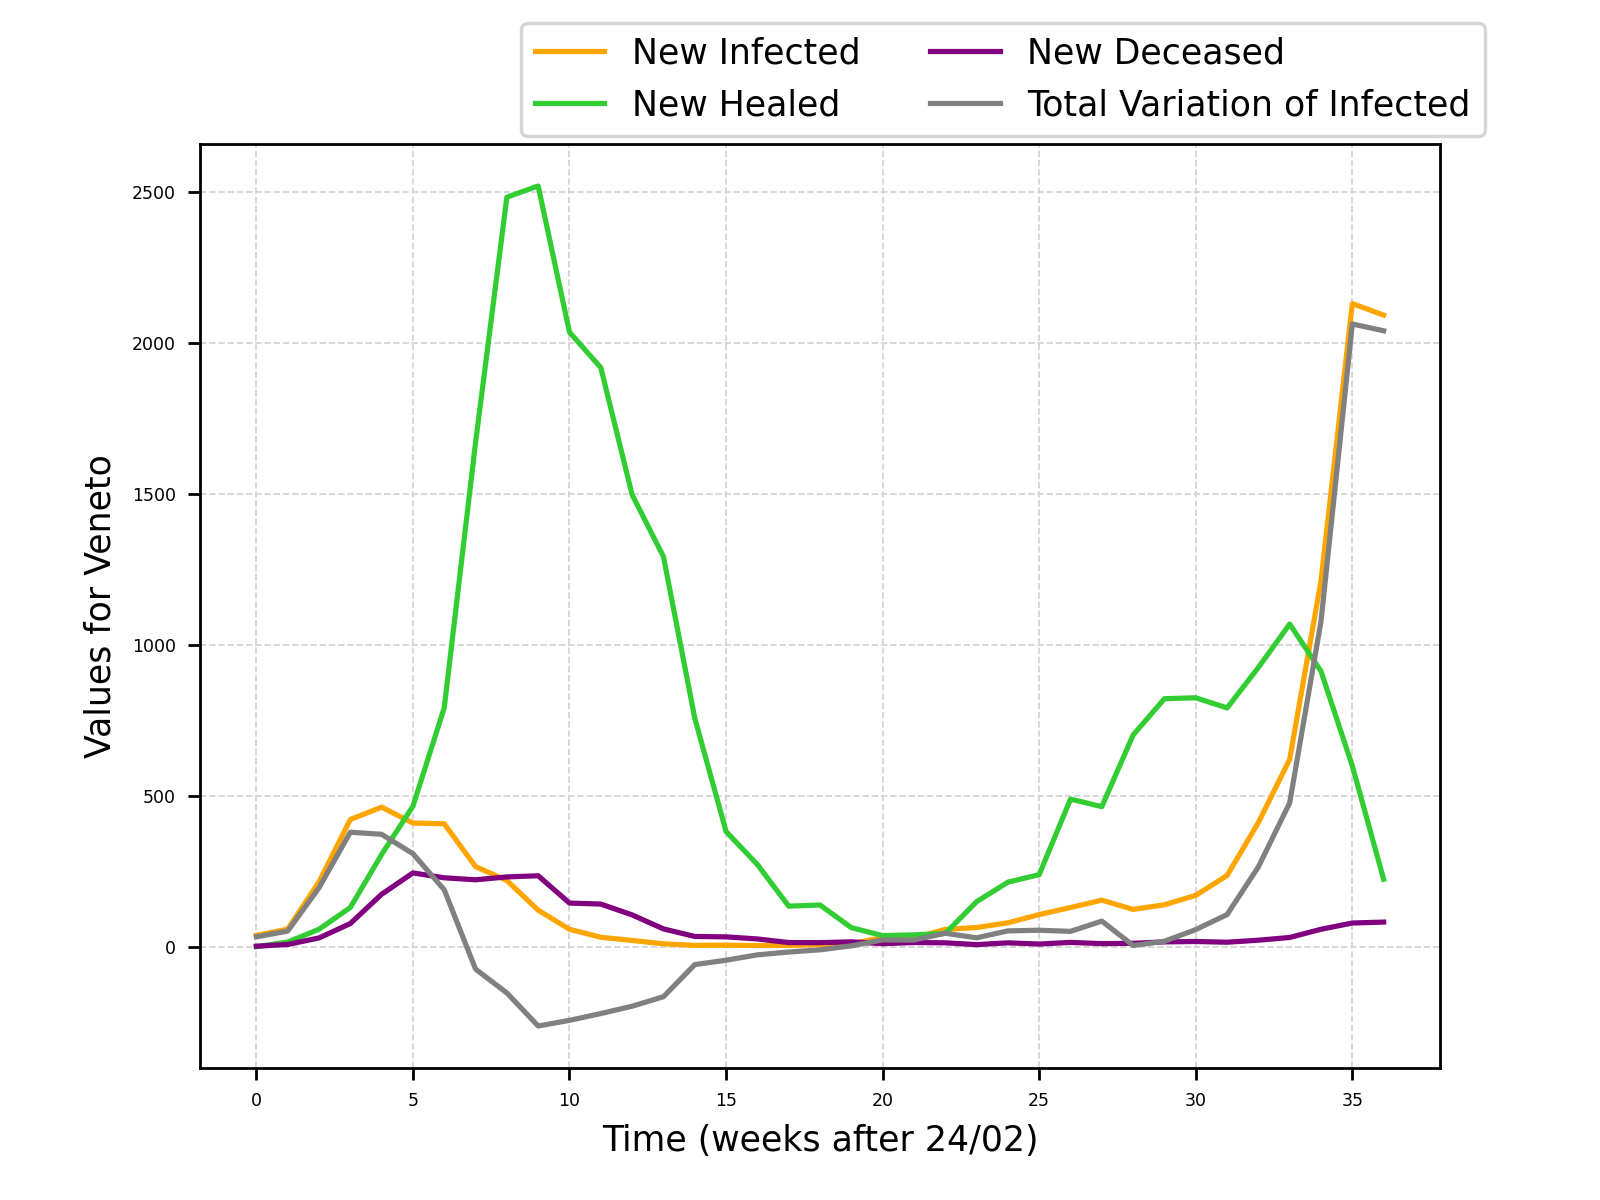 New Infected
New Healed
New Deceased
Total Variation of Infected
Values for Veneto
2500
2000
1500
1000
500
0
0 5 10 15 20 25 30 35
Time (weeks after 24/02)